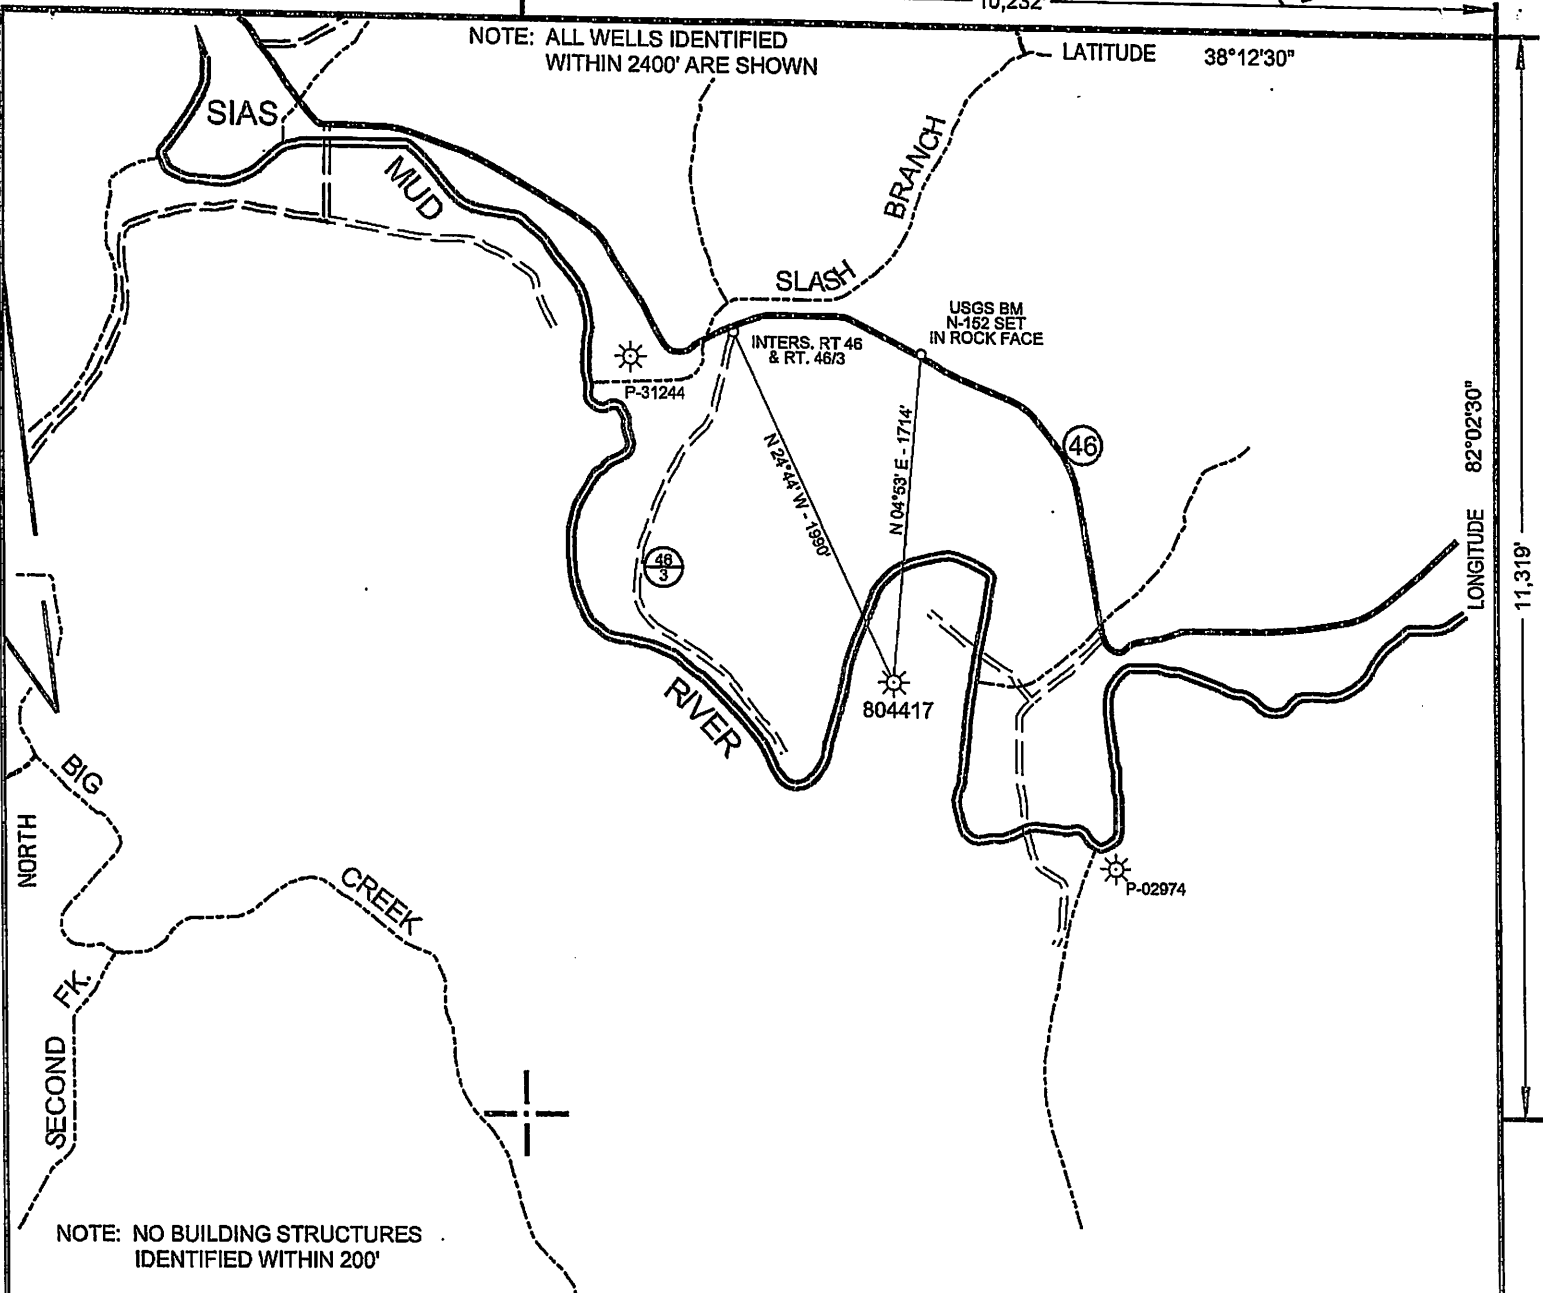 10,232'
NOTE: ALL WELLS IDENTIFIED
WITHIN 2400' ARE SHOWN
LATITUDE 38°12'30"
SIAS
MUD
BRANCH
SLASH
USGS BM
N-152 SET
IN ROCK FACE
INTERS. RT 46
& RT. 46/3
P-31244
N 24°44' W - 1990'
N 04°53' E - 1714'
46
LONGITUDE 82°02'30"
11,319'
46
3
804417
RIVER
BIG
NORTH
CREEK
P-02974
FK.
SECOND
NOTE: NO BUILDING STRUCTURES
IDENTIFIED WITHIN 200'